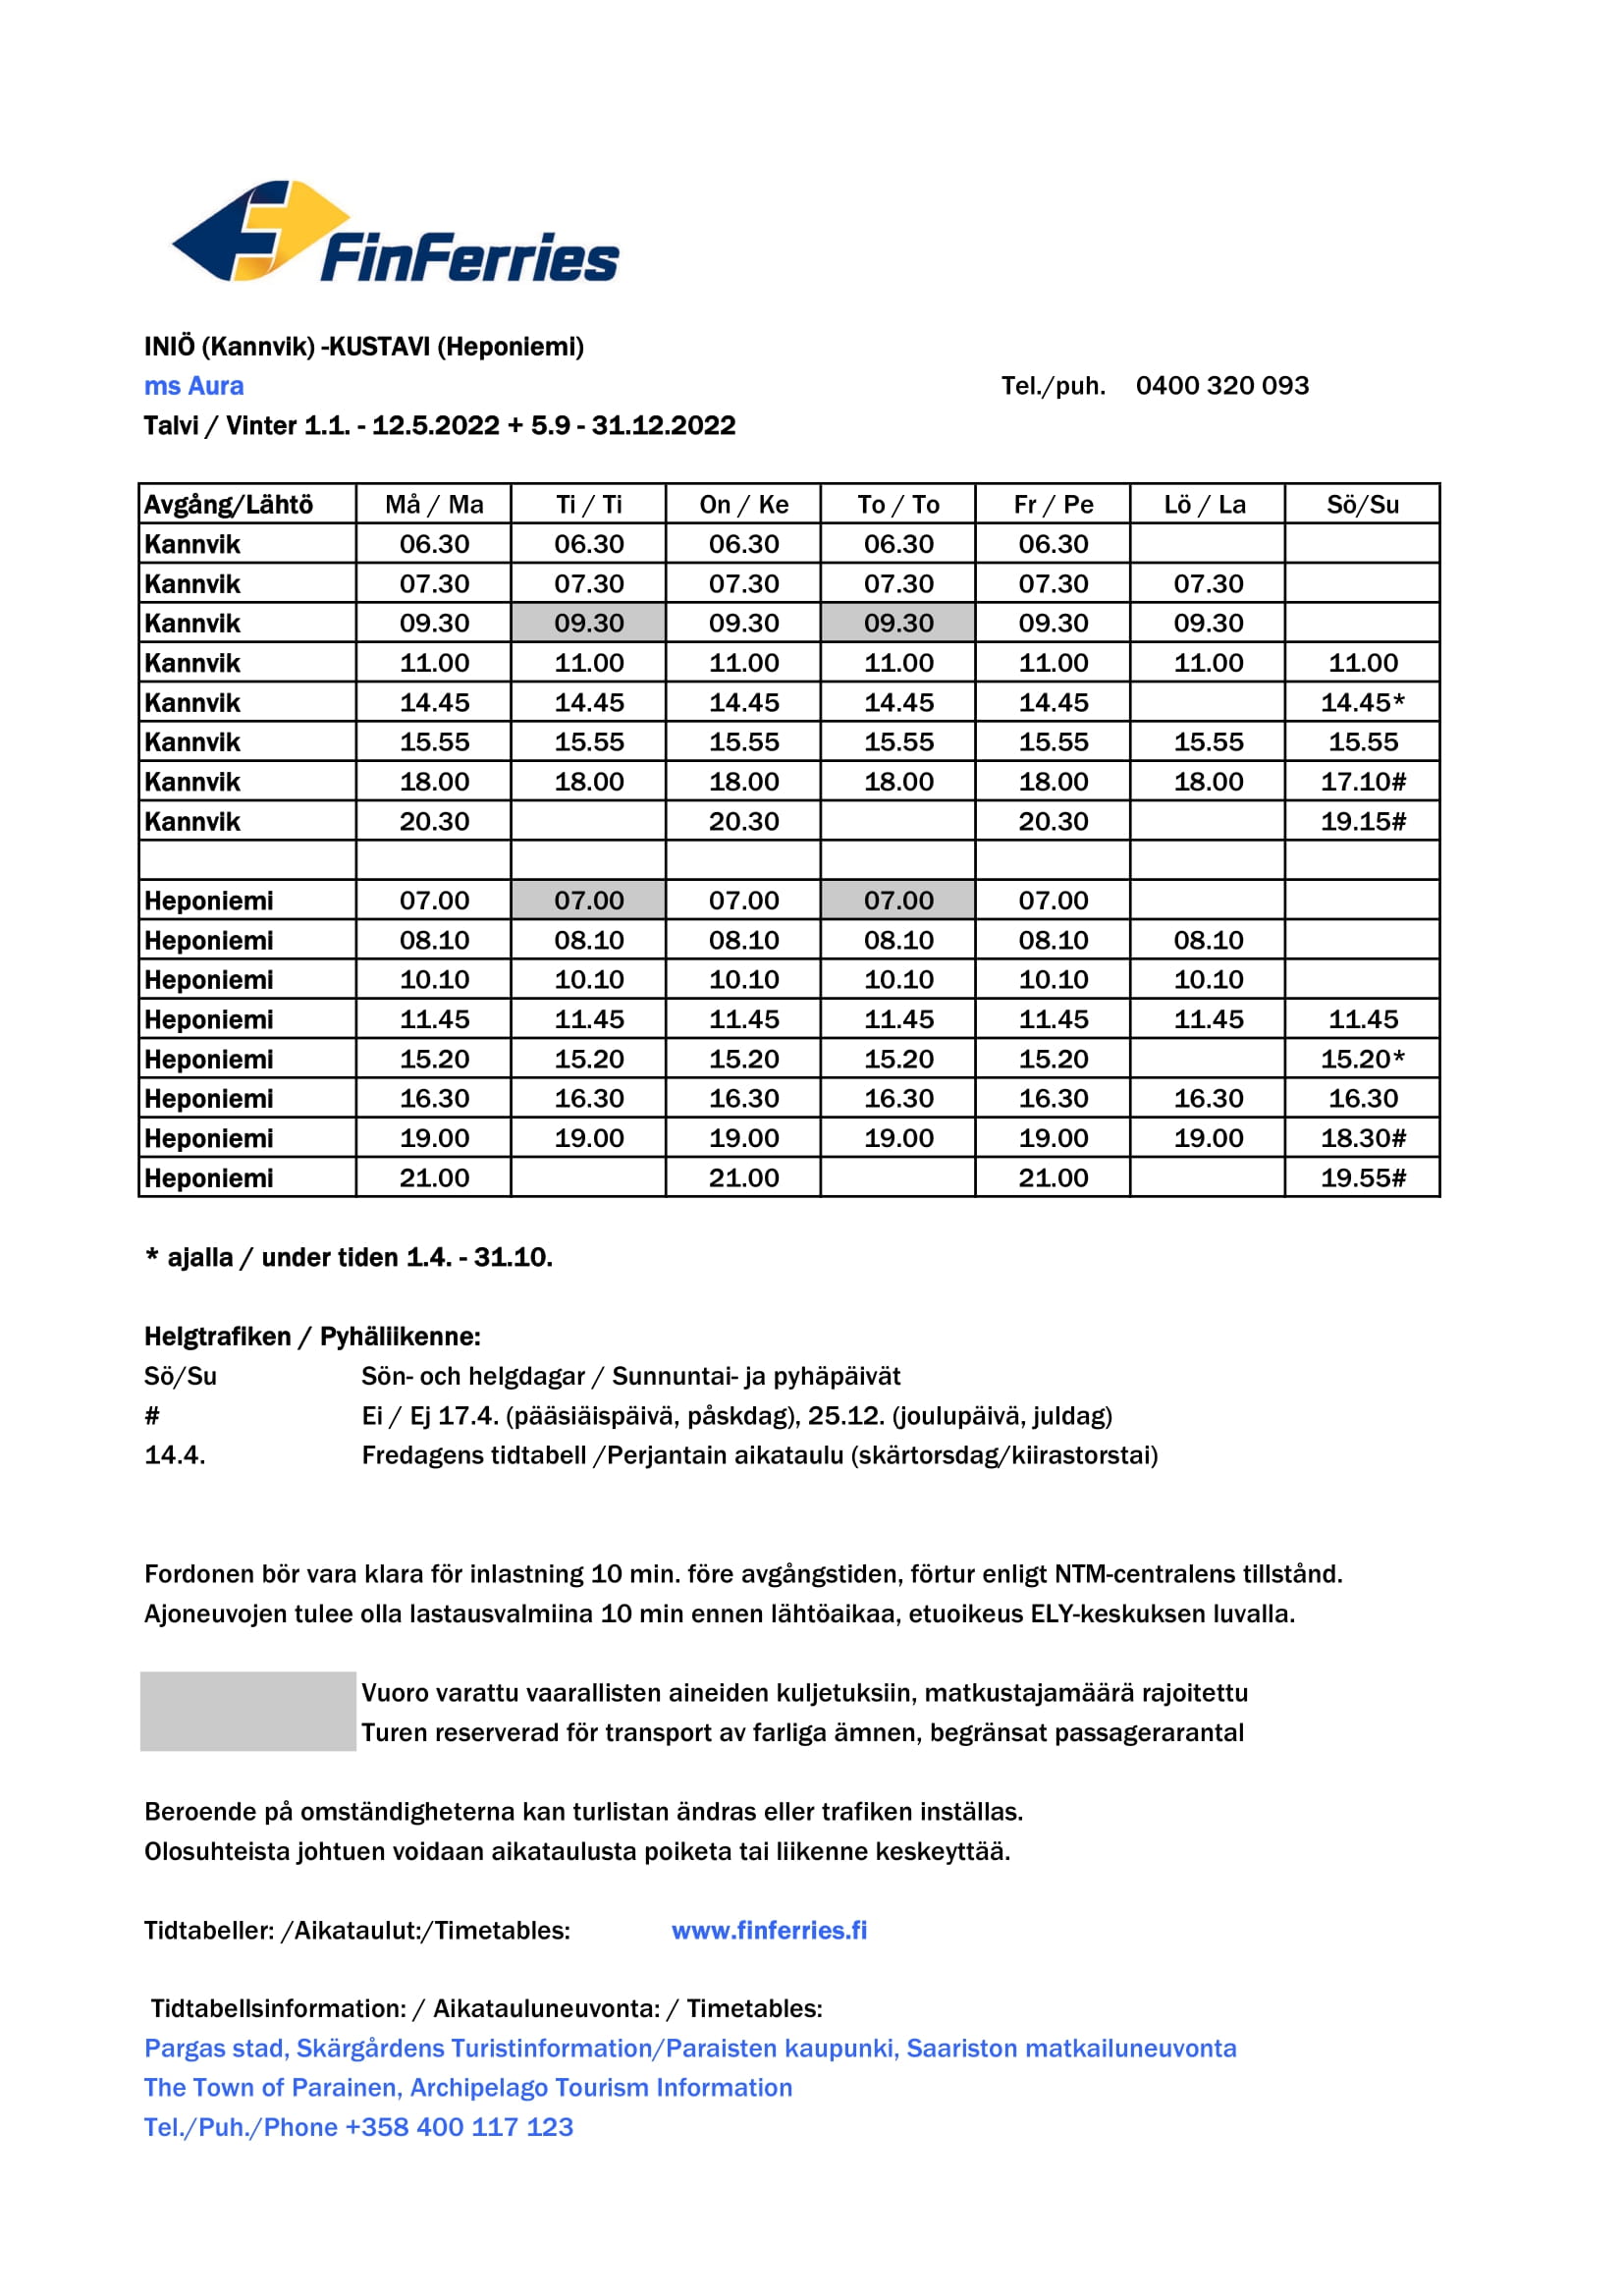 FinFerries
INIÖ (Kannvik) -KUSTAVI (Heponiemi)
ms Aura Tel./puh. 0400 320 093
Talvi / Vinter 1.1. - 12.5.2022 + 5.9 - 31.12.2022
Avgång/Lähtö Må / Ma Ti / Ti On / Ke To / To Fr / Pe Lö / La Sö/Su
Kannvik 06.30 06.30 06.30 06.30 06.30
Kannvik 07.30 07.30 07.30 07.30 07.30 07.30
Kannvik 09.30 09.30 09.30 09.30 09.30 09.30
Kannvik 11.00 11.00 11.00 11.00 11.00 11.00 11.00
Kannvik 14.45 14.45 14.45 14.45 14.45 14.45*
Kannvik 15.55 15.55 15.55 15.55 15.55 15.55 15.55
Kannvik 18.00 18.00 18.00 18.00 18.00 18.00 17.10#
Kannvik 20.30 20.30 20.30 19.15#
Heponiemi 07.00 07.00 07.00 07.00 07.00
Heponiemi 08.10 08.10 08.10 08.10 08.10 08.10
Heponiemi 10.10 10.10 10.10 10.10 10.10 10.10
Heponiemi 11.45 11.45 11.45 11.45 11.45 11.45 11.45
Heponiemi 15.20 15.20 15.20 15.20 15.20 15.20*
Heponiemi 16.30 16.30 16.30 16.30 16.30 16.30 16.30
Heponiemi 19.00 19.00 19.00 19.00 19.00 19.00 18.30#
Heponiemi 21.00 21.00 21.00 19.55#
* ajalla / under tiden 1.4. - 31.10.
Helgtrafiken / Pyhäliikenne:
Sö/Su Sön- och helgdagar / Sunnuntai- ja pyhäpäivät
# Ei / Ej 17.4. (pääsiäispäivä, påskdag), 25.12. (joulupäivä, juldag)
14.4. Fredagens tidtabell /Perjantain aikataulu (skärtorsdag/kiirastorstai)
Fordonen bör vara klara för inlastning 10 min. före avgångstiden, förtur enligt NTM-centralens tillstånd.
Ajoneuvojen tulee olla lastausvalmiina 10 min ennen lähtöaikaa, etuoikeus ELY-keskuksen luvalla.
Vuoro varattu vaarallisten aineiden kuljetuksiin, matkustajamäärä rajoitettu
Turen reserverad för transport av farliga ämnen, begränsat passagerarantal
Beroende på omständigheterna kan turlistan ändras eller trafiken inställas.
Olosuhteista johtuen voidaan aikataulusta poiketa tai liikenne keskeyttää.
Tidtabeller: /Aikataulut:/Timetables: www.finferries.fi
Tidtabellsinformation: / Aikatauluneuvonta: / Timetables:
Pargas stad, Skärgårdens Turistinformation/Paraisten kaupunki, Saariston matkailuneuvonta
The Town of Parainen, Archipelago Tourism Information
Tel./Puh./Phone +358 400 117 123